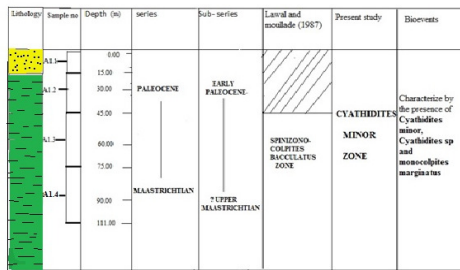 Lithology Sample no Depth (m) series Sub- series Lawal and moullade (1987) Present study Bioevents
0.00
A1.1
15.00
A1.2 30.00 PALEOCENE EARLY PALEOCENE
45.00
CYATHIDITES MINOR ZONE
Characterize by
the presence of
Cyathidites
minor,
Cyathidites sp
and
monocolpites
marginatus
A1.3 60.00
SPINIZONO-
COLPITES
BACCULATUS
ZONE
75.00
A1.4 MAASTRICHTIAN ? UPPER MAASTRICHTIAN
90.00
181.00